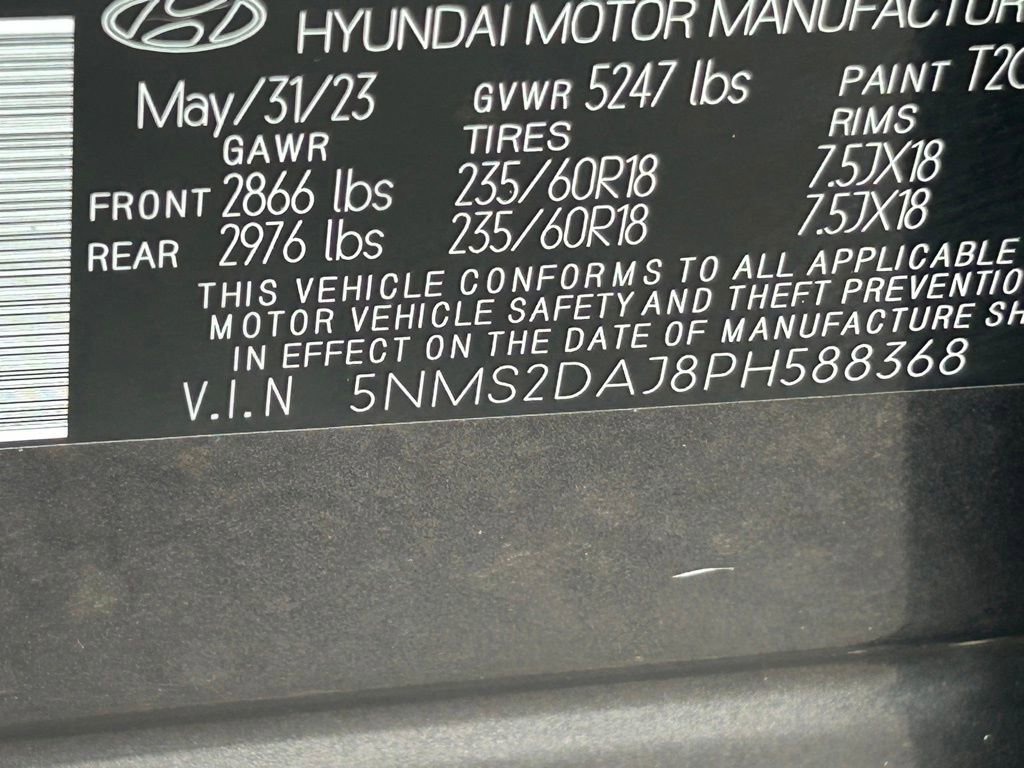 HYUNDAI MOTOR MANUFACTUR
May/31/23 GVWR 5247 lbs PAINT T2
GAWR TIRES RIMS
FRONT 2866 lbs 235/60R18 7.5JX18
REAR 2976 lbs 235/60R18 7.5JX18
THIS VEHICLE CONFORMS TO ALL APPLICABLE
MOTOR VEHICLE SAFETY AND THEFT PREVENTIO
IN EFFECT ON THE DATE OF MANUFACTURE SH
V.I.N 5NMS2DAJ8PH588368